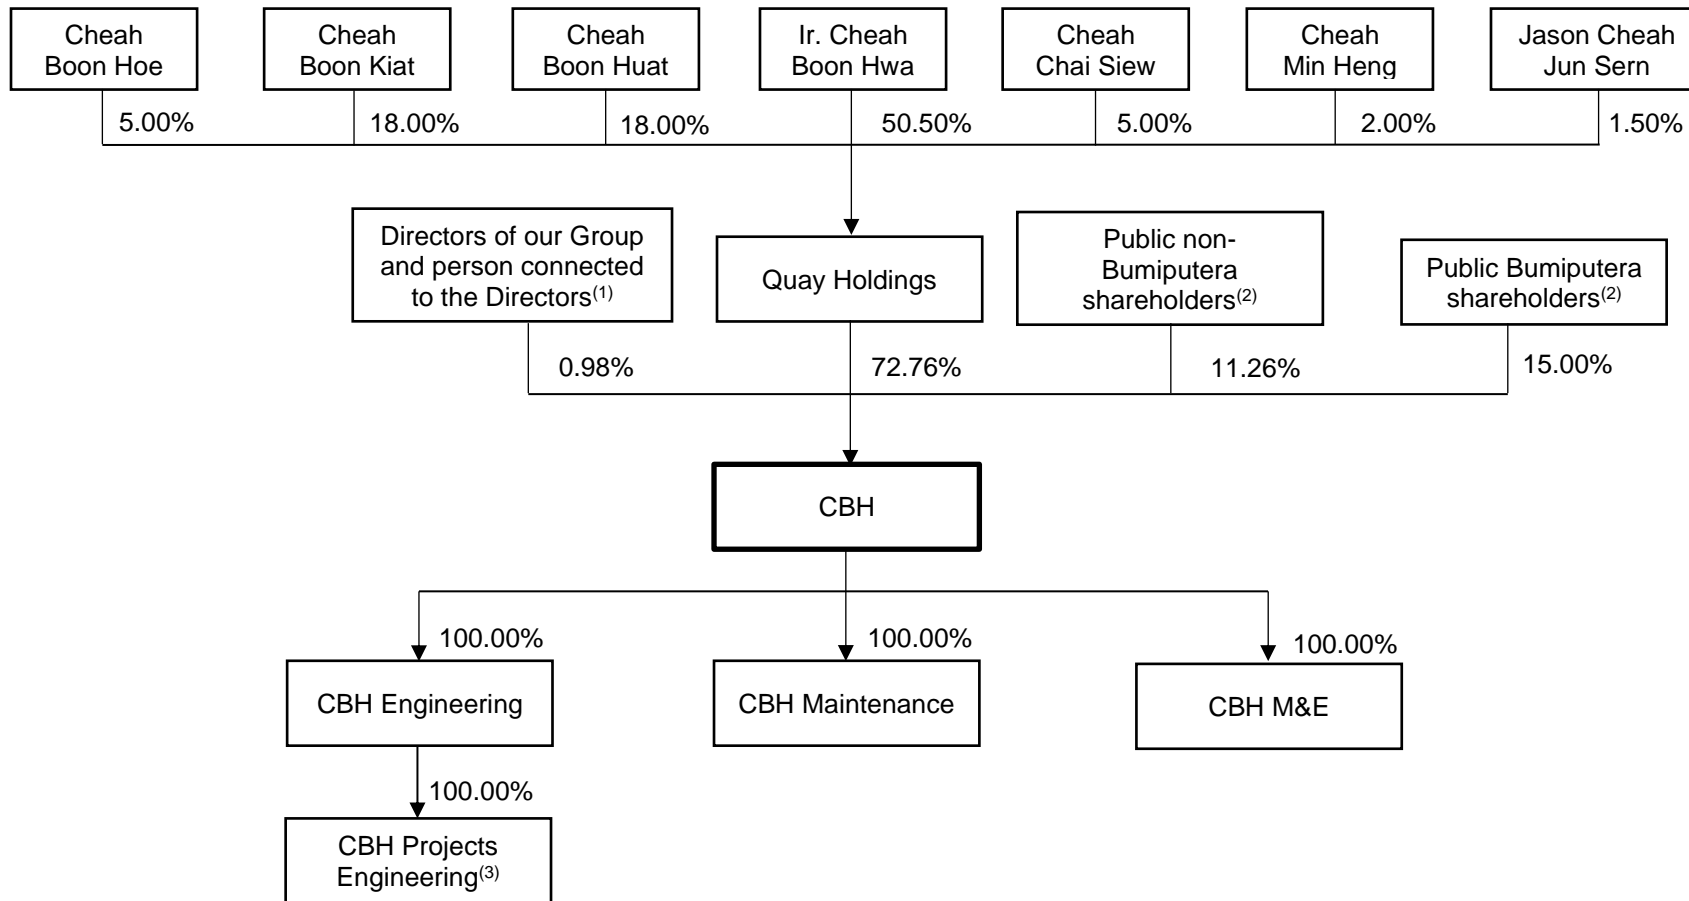 Cheah
Boon Hoe
Cheah
Boon Kiat
Cheah
Boon Huat
Ir. Cheah
Boon Hwa
Cheah
Chai Siew
Cheah
Min Heng
Jason Cheah
Jun Sern
5.00%
18.00%
18.00%
50.50%
5.00%
2.00%
1.50%
Directors of our Group
and person connected
to the Directors(1)
Quay Holdings
Public non-
Bumiputera
shareholders(2)
Public Bumiputera
shareholders(2)
0.98%
72.76%
11.26%
15.00%
CBH
100.00%
100.00%
100.00%
CBH Engineering
CBH Maintenance
CBH M&E
100.00%
CBH Projects
Engineering(3)